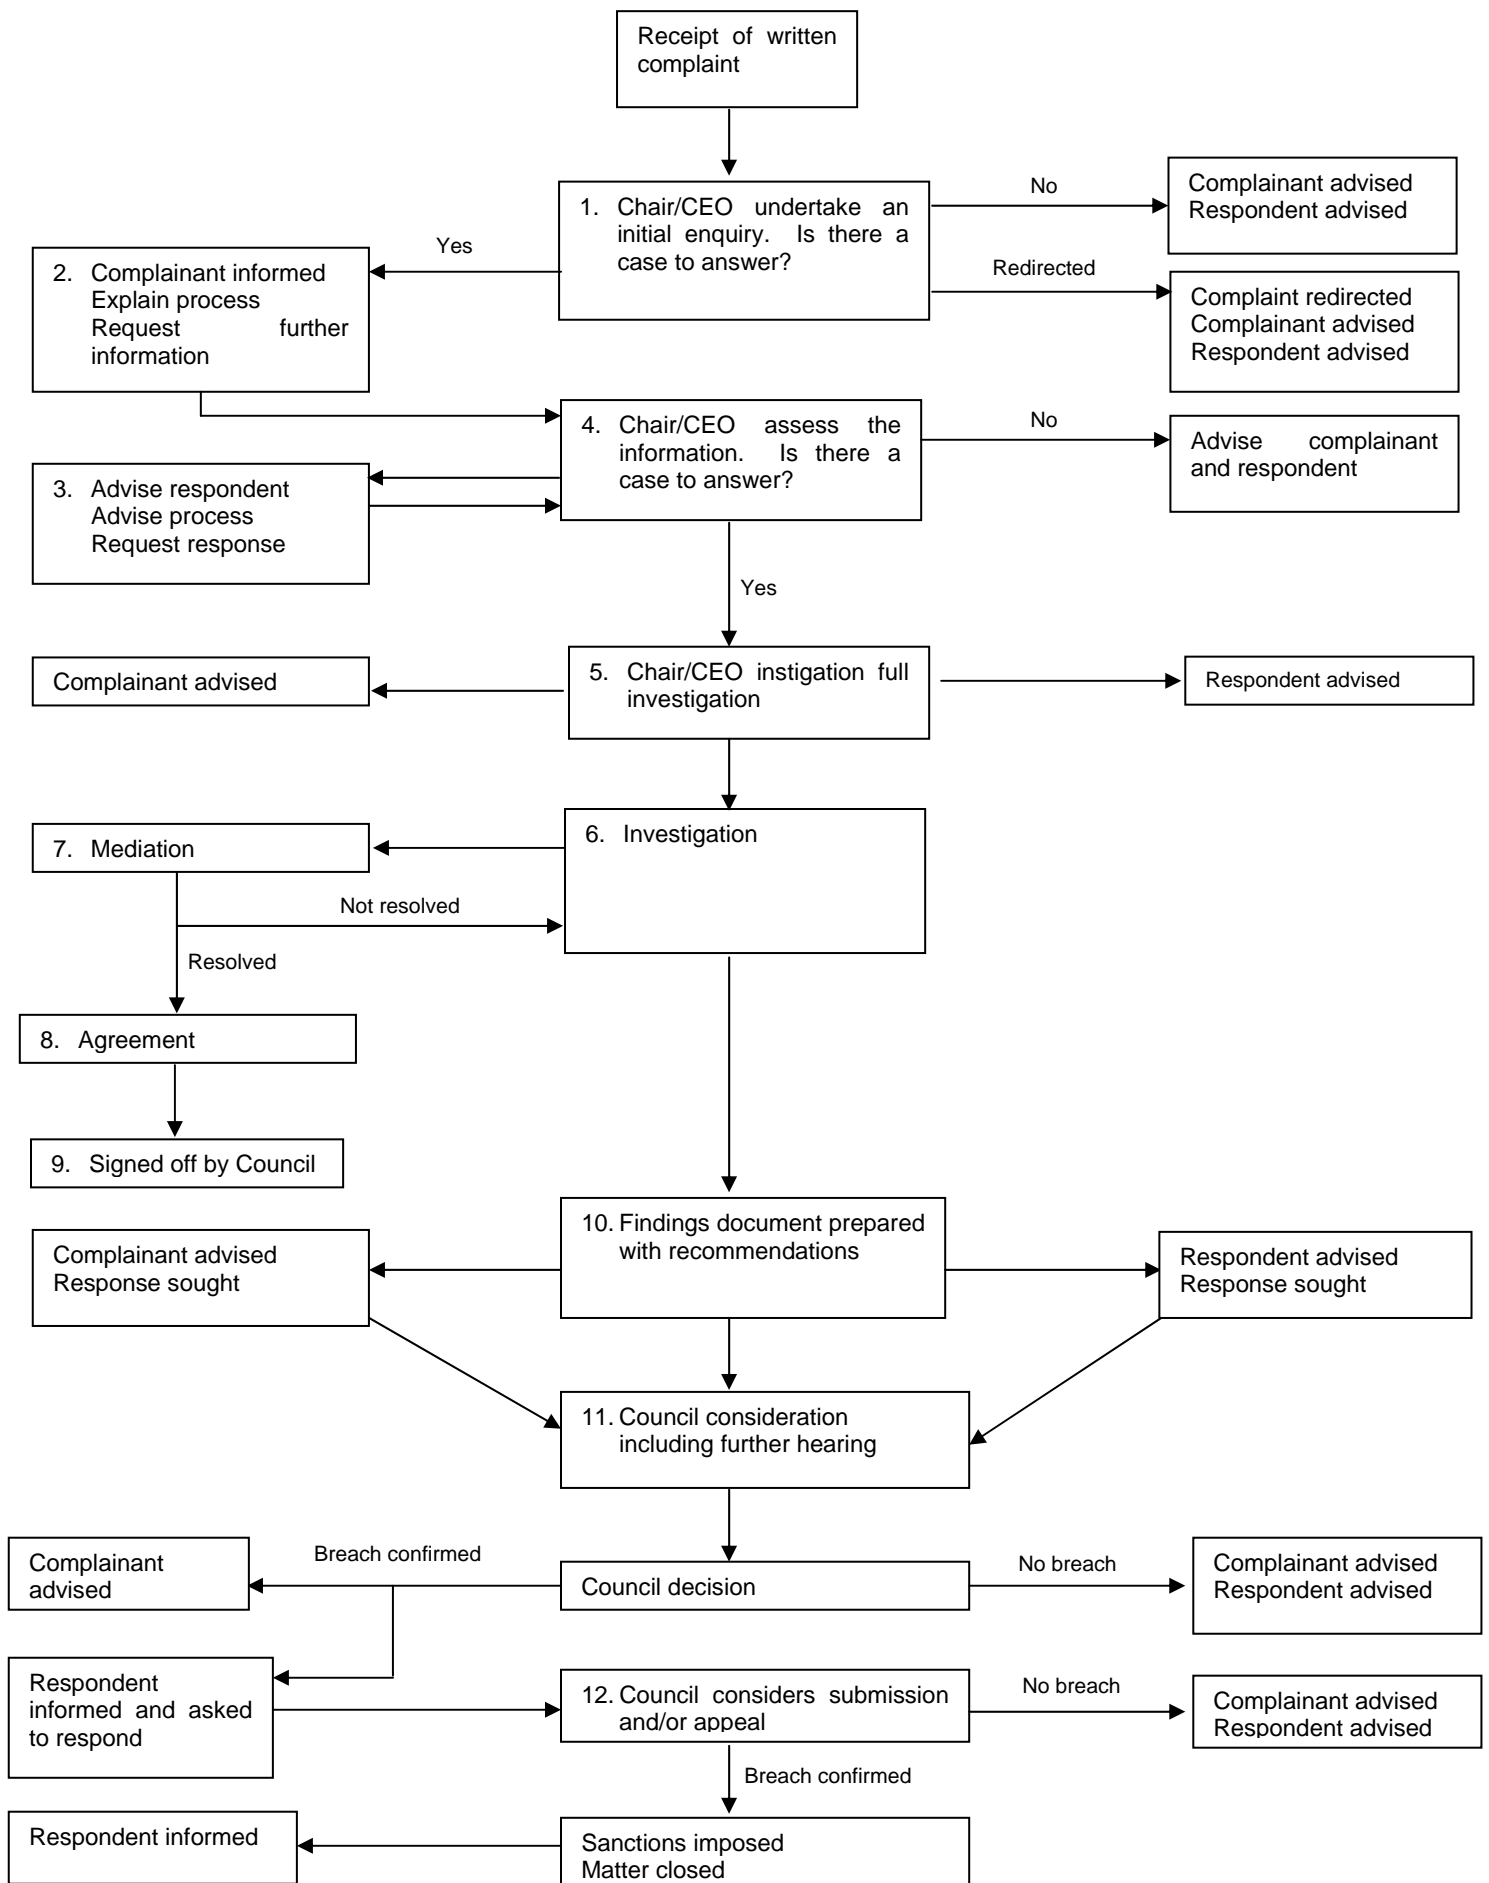 Receipt of written
complaint
1. Chair/CEO undertake an
initial enquiry. Is there a
case to answer?
No
Complainant advised
Respondent advised
Yes
2. Complainant informed
Explain process
Request further
information
Redirected
Complaint redirected
Complainant advised
Respondent advised
4. Chair/CEO assess the
information. Is there a
case to answer?
No
Advise complainant
and respondent
3. Advise respondent
Advise process
Request response
Yes
Complainant advised
5. Chair/CEO instigation full
investigation
Respondent advised
7. Mediation
6. Investigation
Not resolved
Resolved
8. Agreement
9. Signed off by Council
10. Findings document prepared
with recommendations
Complainant advised
Response sought
Respondent advised
Response sought
11. Council consideration
including further hearing
Complainant
advised
Breach confirmed
Council decision
No breach
Complainant advised
Respondent advised
Respondent
informed and asked
to respond
12. Council considers submission
and/or appeal
No breach
Complainant advised
Respondent advised
Breach confirmed
Respondent informed
Sanctions imposed
Matter closed